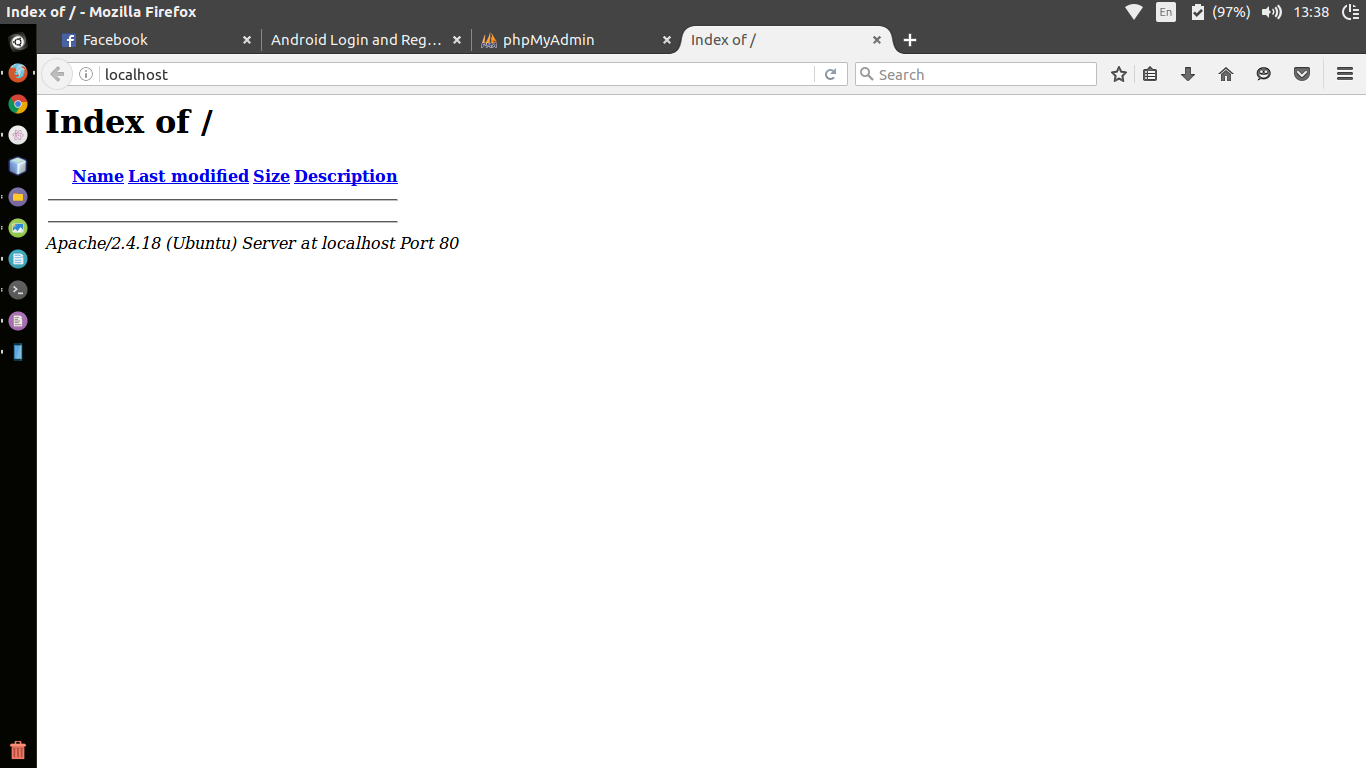 Index of / - Mozilla Firefox
En
(97%)
13:38
Facebook
Android Login and Reg...
phpMyAdmin
Index of /
localhost
Search
Index of /
Name Last modified Size Description
Apache/2.4.18 (Ubuntu) Server at localhost Port 80